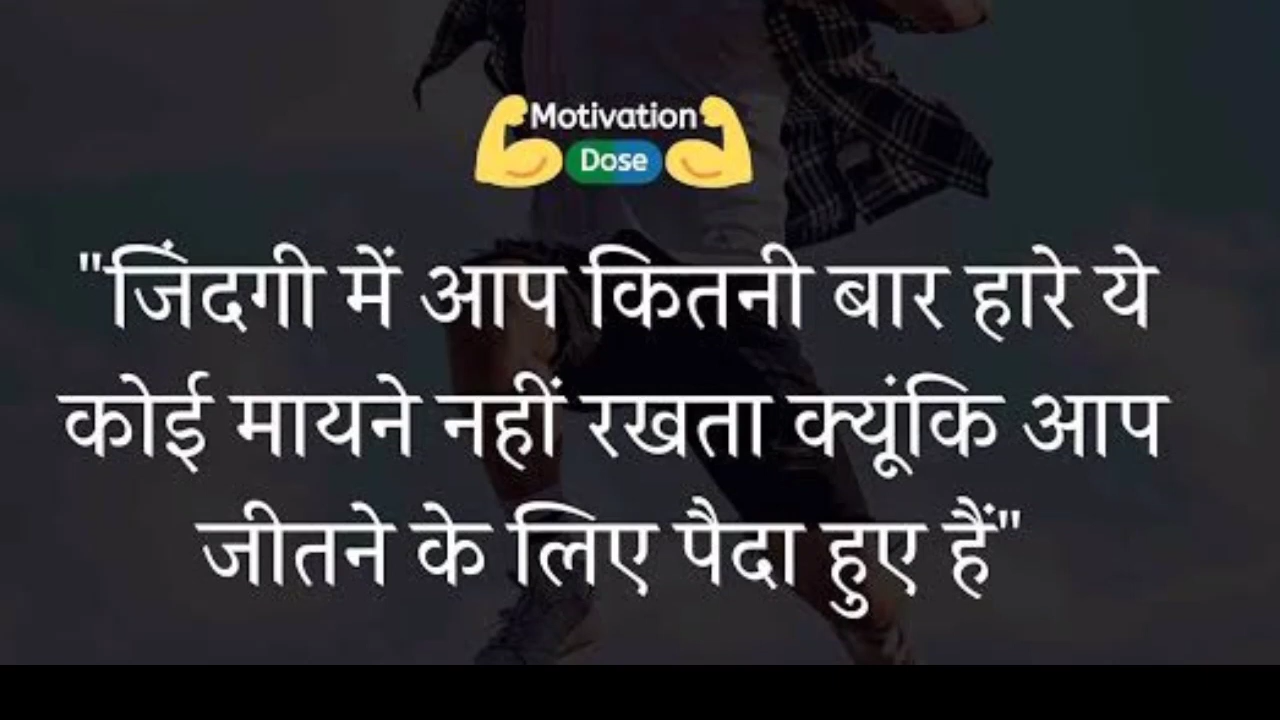 Motivation
Dose
"जिंदगी में आप कितनी बार हारे ये
कोई मायने नहीं रखता क्यूंकि आप
जीतने के लिए पैदा हुए हैं"